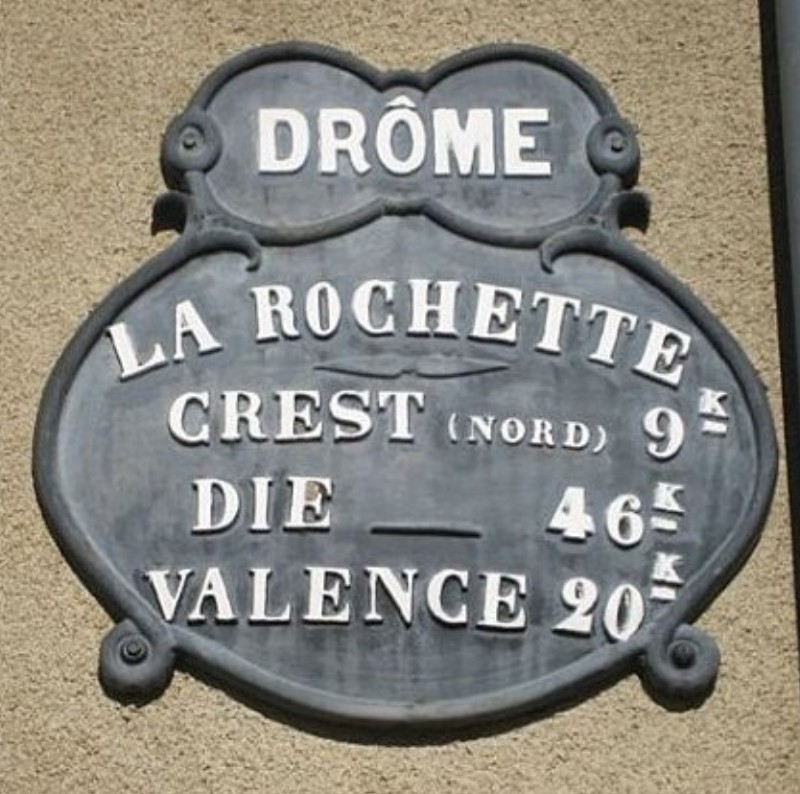 DRÔME
LA ROCHETTE
CREST (NORD) 9K
DIE 46K
VALENCE 20K